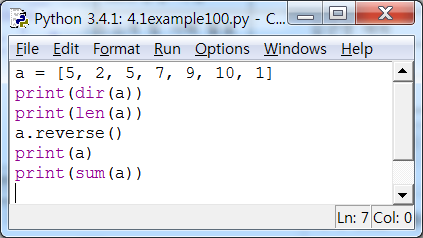 Python 3.4.1: 4.1example100.py - C...
File Edit Format Run Options Windows Help
a = [5, 2, 5, 7, 9, 10, 1]
print(dir(a))
print(len(a))
a.reverse()
print(a)
print(sum(a))
Ln: 7 Col: 0